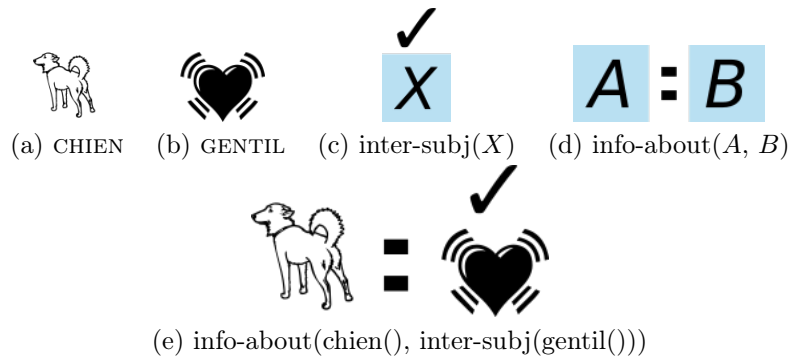 X
A = B
(a) CHIEN (b) GENTIL (c) inter-subj(X) (d) info-about(A, B)
=
(e) info-about(chien(), inter-subj(gentil()))